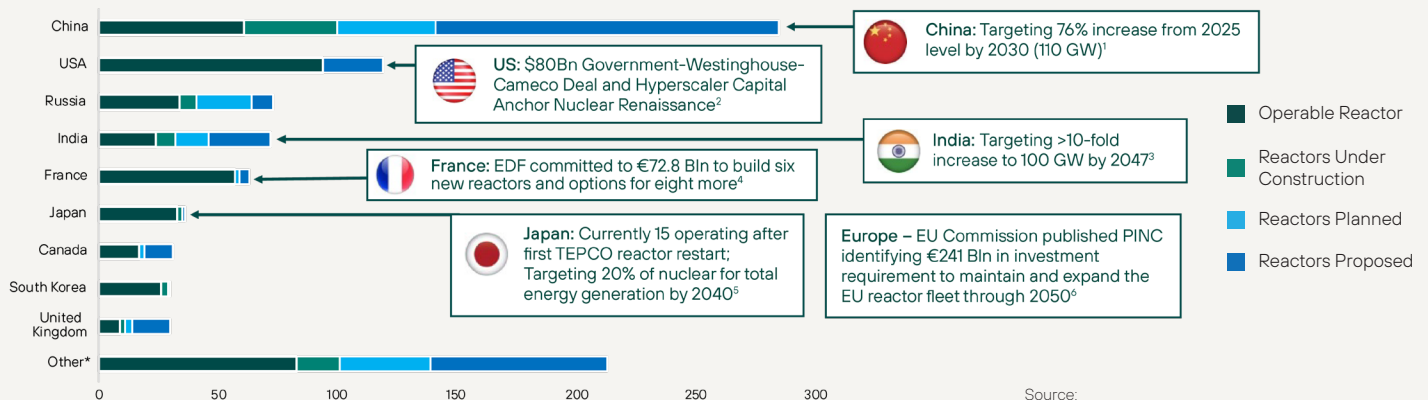 China
USA
Russia
India
France
Japan
Canada
South Korea
United
Kingdom
Other*
0 50 100 150 200 250 300
China: Targeting 76% increase from 2025
level by 2030 (110 GW)¹
US: $80Bn Government-Westinghouse-
Cameco Deal and Hyperscaler Capital
Anchor Nuclear Renaissance²
India: Targeting >10-fold
increase to 100 GW by 2047³
France: EDF committed to €72.8 Bln to build six
new reactors and options for eight more⁴
Japan: Currently 15 operating after
first TEPCO reactor restart;
Targeting 20% of nuclear for total
energy generation by 2040⁵
Europe – EU Commission published PINC
identifying €241 Bln in investment
requirement to maintain and expand the
EU reactor fleet through 2050⁶
Operable Reactor
Reactors Under
Construction
Reactors Planned
Reactors Proposed
Source: